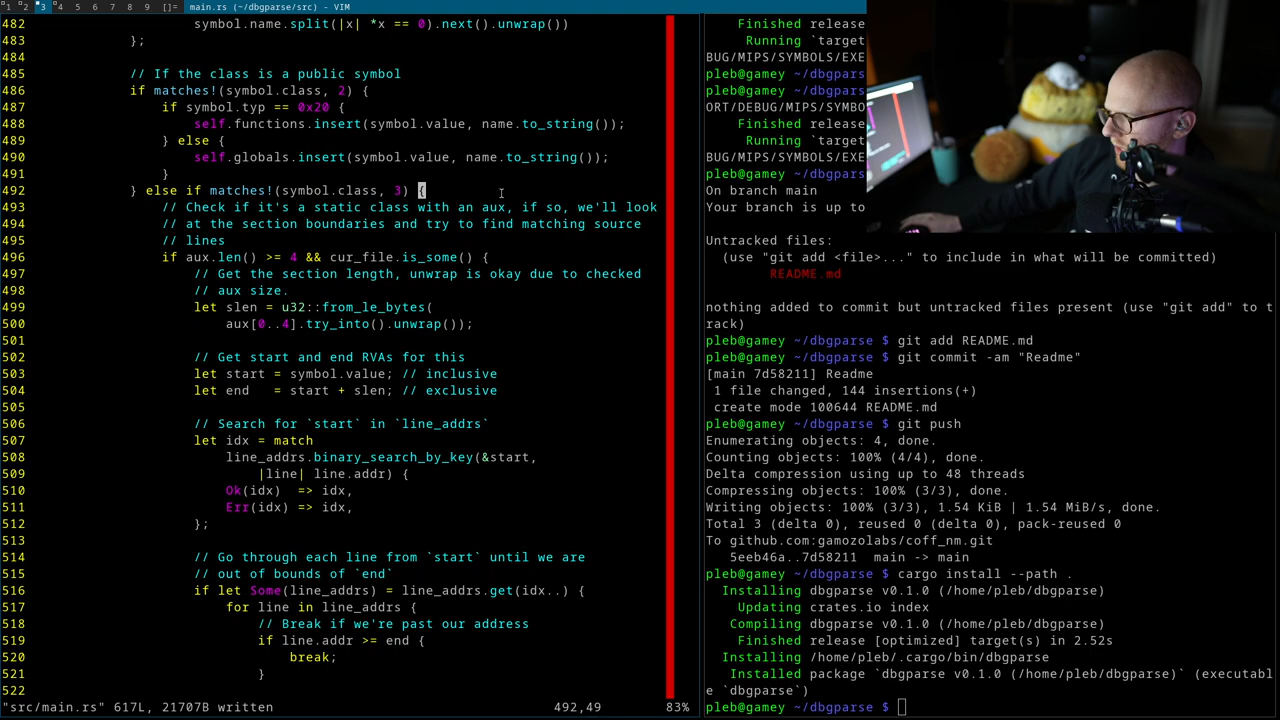 1 2 3 4 5 6 7 8 9 []= main.rs (~/dbgparse/src) - VIM
482 symbol.name.split(|x| *x == 0).next().unwrap())
483 };
484
485 // If the class is a public symbol
486 if matches!(symbol.class, 2) {
487 if symbol.typ == 0x20 {
488 self.functions.insert(symbol.value, name.to_string());
489 } else {
490 self.globals.insert(symbol.value, name.to_string());
491 }
492 } else if matches!(symbol.class, 3) {
493 // Check if it's a static class with an aux, if so, we'll look
494 // at the section boundaries and try to find matching source
495 // lines
496 if aux.len() >= 4 && cur_file.is_some() {
497 // Get the section length, unwrap is okay due to checked
498 // aux size.
499 let slen = u32::from_le_bytes(
500 aux[0..4].try_into().unwrap());
501
502 // Get start and end RVAs for this
503 let start = symbol.value; // inclusive
504 let end   = start + slen; // exclusive
505
506 // Search for `start` in `line_addrs`
507 let idx = match
508 line_addrs.binary_search_by_key(&start,
509 |line| line.addr) {
510 Ok(idx)  => idx,
511 Err(idx) => idx,
512 };
513
514 // Go through each line from `start` until we are
515 // out of bounds of `end`
516 if let Some(line_addrs) = line_addrs.get(idx..) {
517 for line in line_addrs {
518 // Break if we're past our address
519 if line.addr >= end {
520 break;
521 }
522
"src/main.rs" 617L, 21707B written 492,49 83%
Finished release
Running `target
BUG/MIPS/SYMBOLS/EXE
pleb@gamey ~/dbgpars
pleb@gamey ~/dbgpars
ORT/DEBUG/MIPS/SYMBO
Finished release
Running `target
BUG/MIPS/SYMBOLS/EXE
pleb@gamey ~/dbgpars
On branch main
Your branch is up to
Untracked files:
(use "git add <file>..." to include in what will be committed)
README.md
nothing added to commit but untracked files present (use "git add" to t
rack)
pleb@gamey ~/dbgparse $ git add README.md
pleb@gamey ~/dbgparse $ git commit -am "Readme"
[main 7d58211] Readme
1 file changed, 144 insertions(+)
create mode 100644 README.md
pleb@gamey ~/dbgparse $ git push
Enumerating objects: 4, done.
Counting objects: 100% (4/4), done.
Delta compression using up to 48 threads
Compressing objects: 100% (3/3), done.
Writing objects: 100% (3/3), 1.54 KiB | 1.54 MiB/s, done.
Total 3 (delta 0), reused 0 (delta 0), pack-reused 0
To github.com:gamozolabs/coff_nm.git
5eeb46a..7d58211  main -> main
pleb@gamey ~/dbgparse $ cargo install --path .
Installing dbgparse v0.1.0 (/home/pleb/dbgparse)
Updating crates.io index
Compiling dbgparse v0.1.0 (/home/pleb/dbgparse)
Finished release [optimized] target(s) in 2.52s
Installing /home/pleb/.cargo/bin/dbgparse
Installed package `dbgparse v0.1.0 (/home/pleb/dbgparse)` (executabl
e `dbgparse`)
pleb@gamey ~/dbgparse $